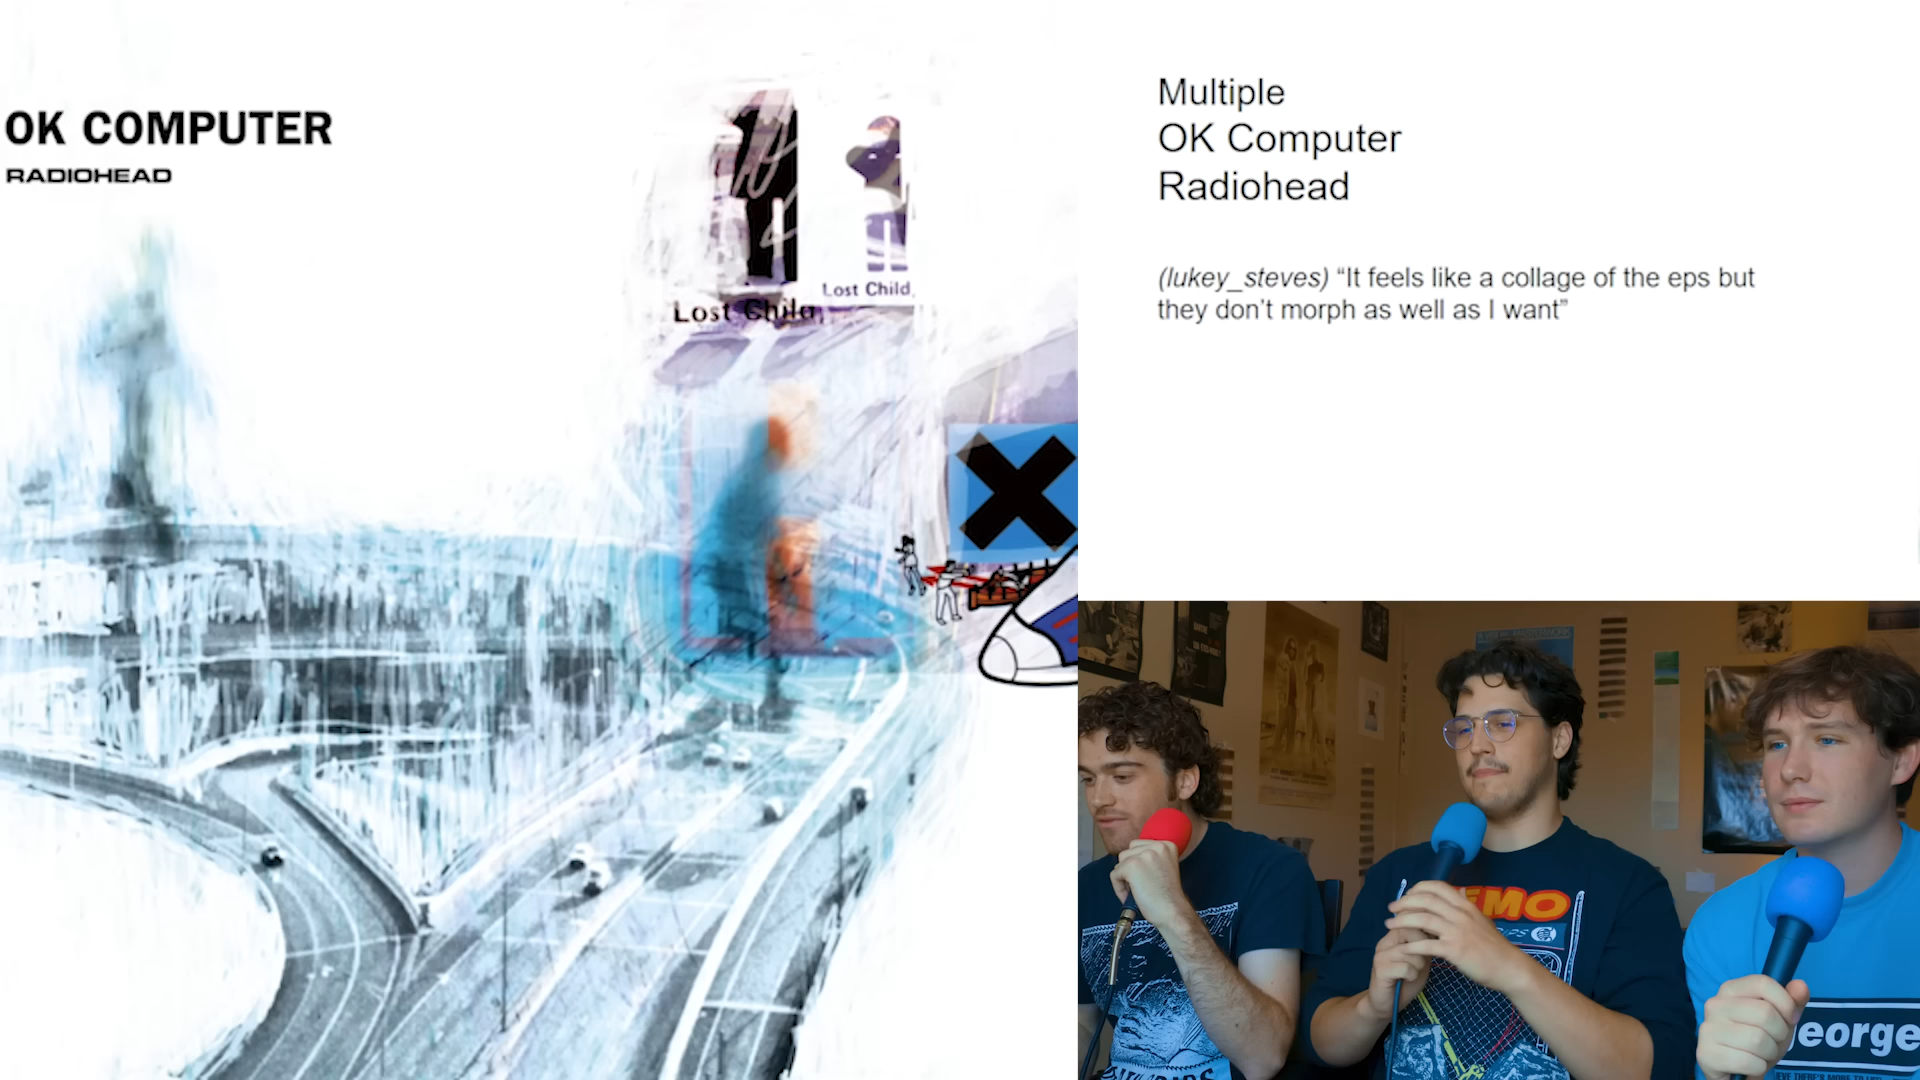 OK COMPUTER
RADIOHEAD
Lost Child,
Lost Child,
Multiple
OK Computer
Radiohead
(lukey_steves) “It feels like a collage of the eps but
they don’t morph as well as I want”
eorge